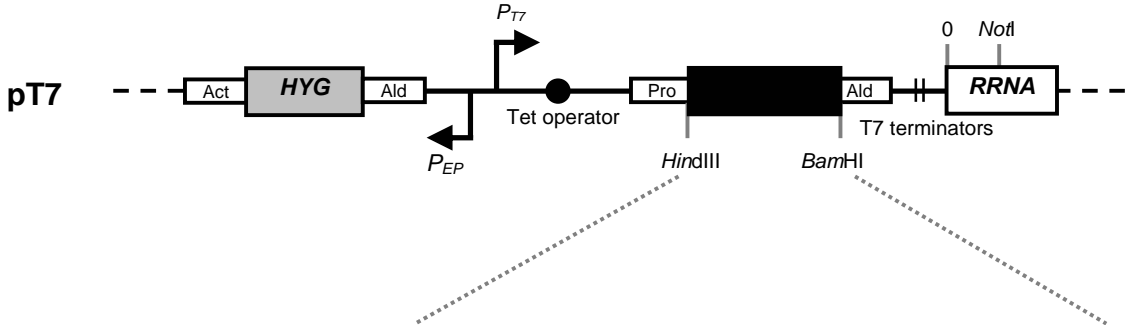 P_T7
0 NotI
pT7 Act HYG Ald Pro Ald RRNA
Tet operator T7 terminators
P_EP HindIII BamHI